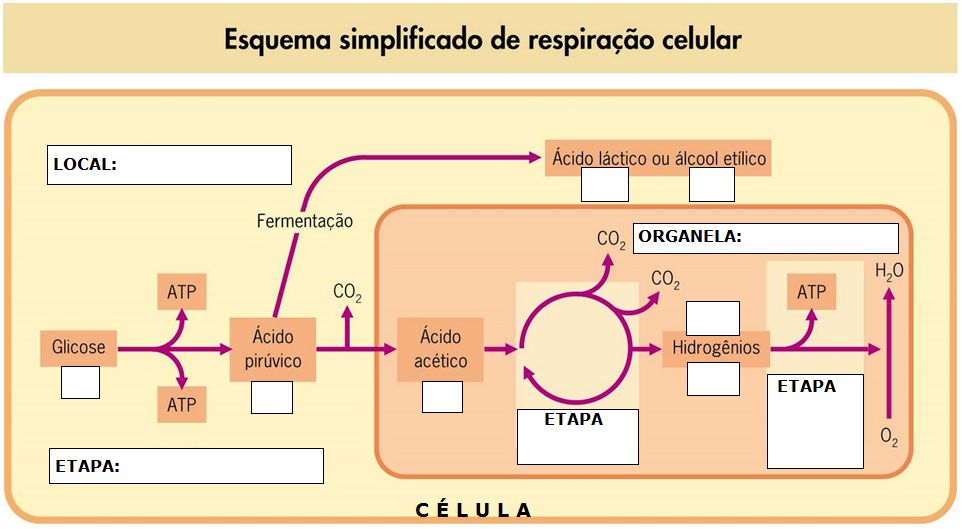 Esquema simplificado de respiração celular
LOCAL:
Ácido láctico ou álcool etílico
Fermentação
CO2
ORGANELA:
CO2
H2O
ATP
CO2
ATP
Glicose
Ácido
pirúvico
Ácido
acético
Hidrogênios
ATP
ETAPA
ETAPA
O2
ETAPA:
CÉLULA